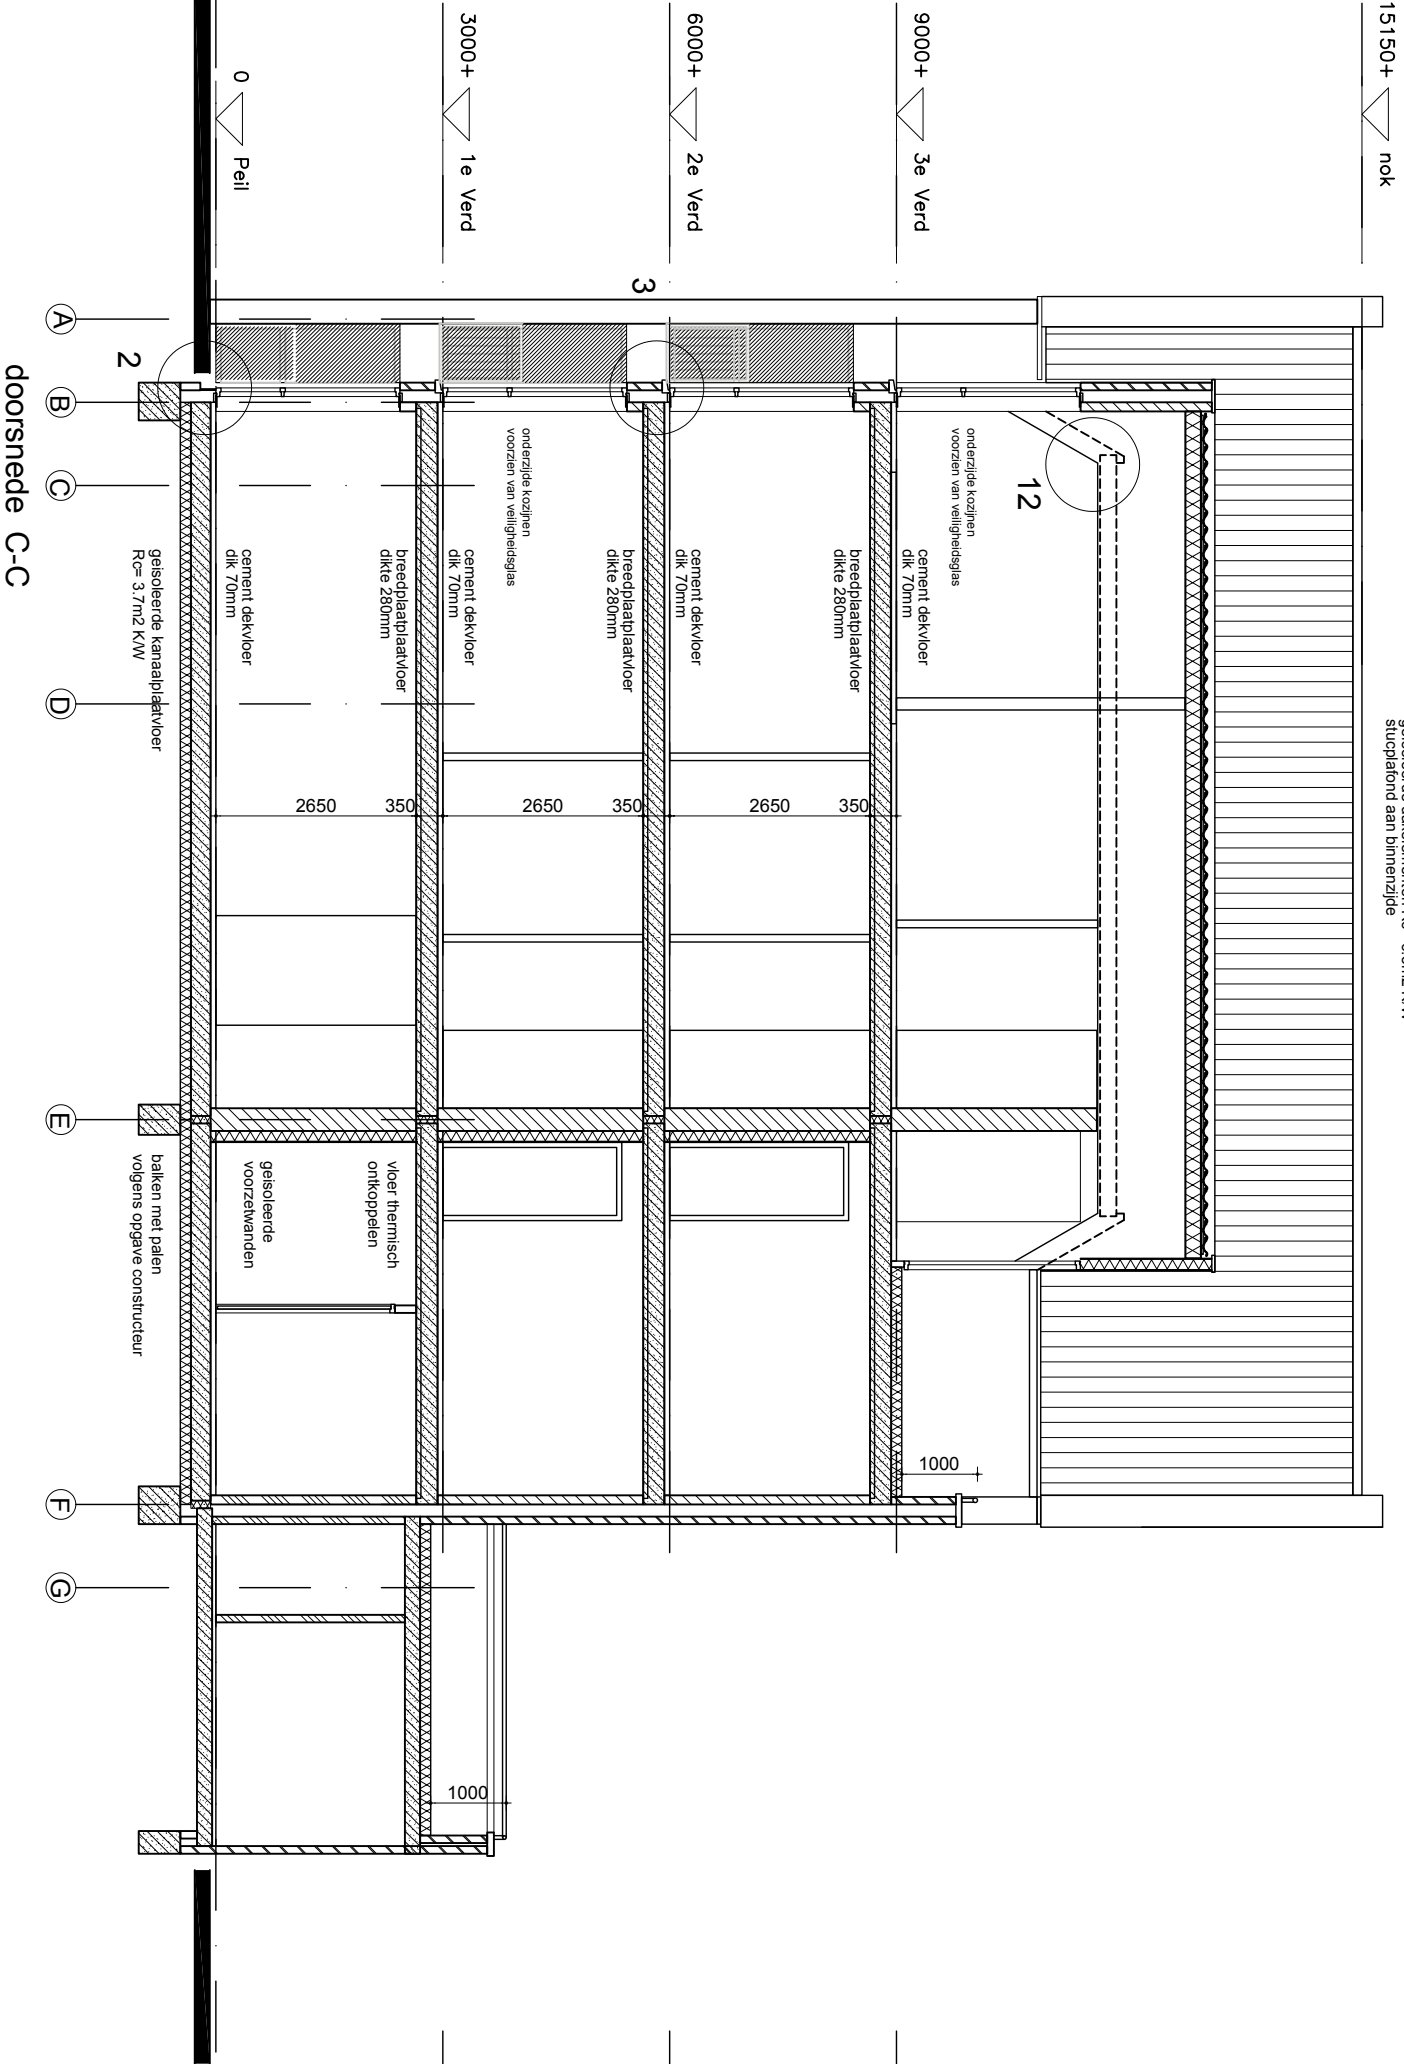 15150+
nok
9000+
3e Verd
6000+
2e Verd
3000+
1e Verd
0
Peil
stucplafond aan binnenzijde
12
3
2
onderzijde kozijnen
voorzien van veiligheidsglas
cement dekvloer
dik 70mm
breedplaatplaatvloer
dikte 280mm
cement dekvloer
dik 70mm
onderzijde kozijnen
voorzien van veiligheidsglas
breedplaatplaatvloer
dikte 280mm
cement dekvloer
dik 70mm
breedplaatplaatvloer
dikte 280mm
cement dekvloer
dik 70mm
geisoleerde kanaalplaatvloer
Rc= 3.7m2 K/W
2650
350
2650
350
2650
350
vloer thermisch
ontkoppelen
geisoleerde
voorzetwanden
balken met palen
volgens opgave constructeur
1000
1000
A
B
C
D
E
F
G
doorsnede C-C